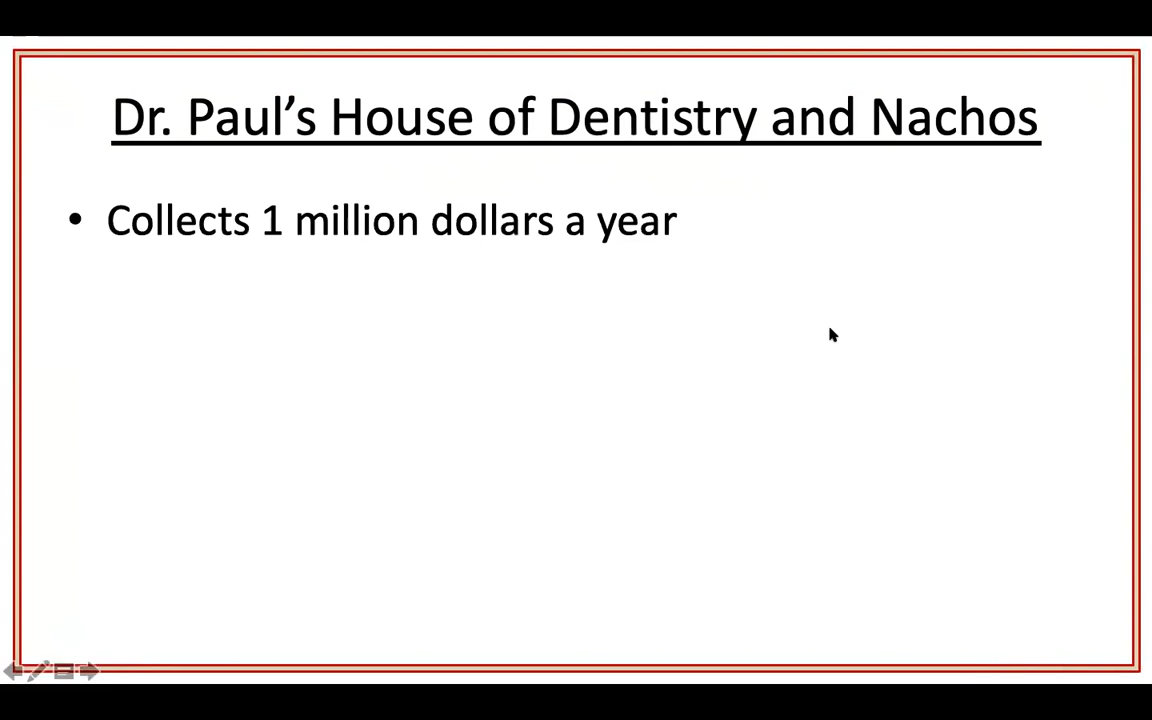 Dr. Paul’s House of Dentistry and Nachos
• Collects 1 million dollars a year